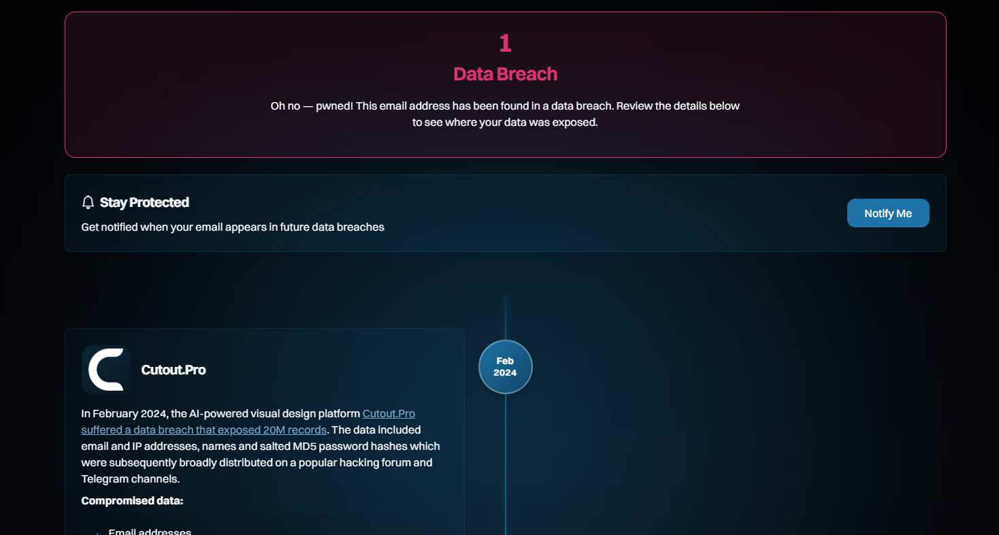 1
Data Breach
Oh no — pwned! This email address has been found in a data breach. Review the details below
to see where your data was exposed.
Stay Protected
Get notified when your email appears in future data breaches
Notify Me
Feb
2024
Cutout.Pro
In February 2024, the AI-powered visual design platform Cutout.Pro
suffered a data breach that exposed 20M records. The data included
email and IP addresses, names and salted MD5 password hashes which
were subsequently broadly distributed on a popular hacking forum and
Telegram channels.
Compromised data:
Email addresses